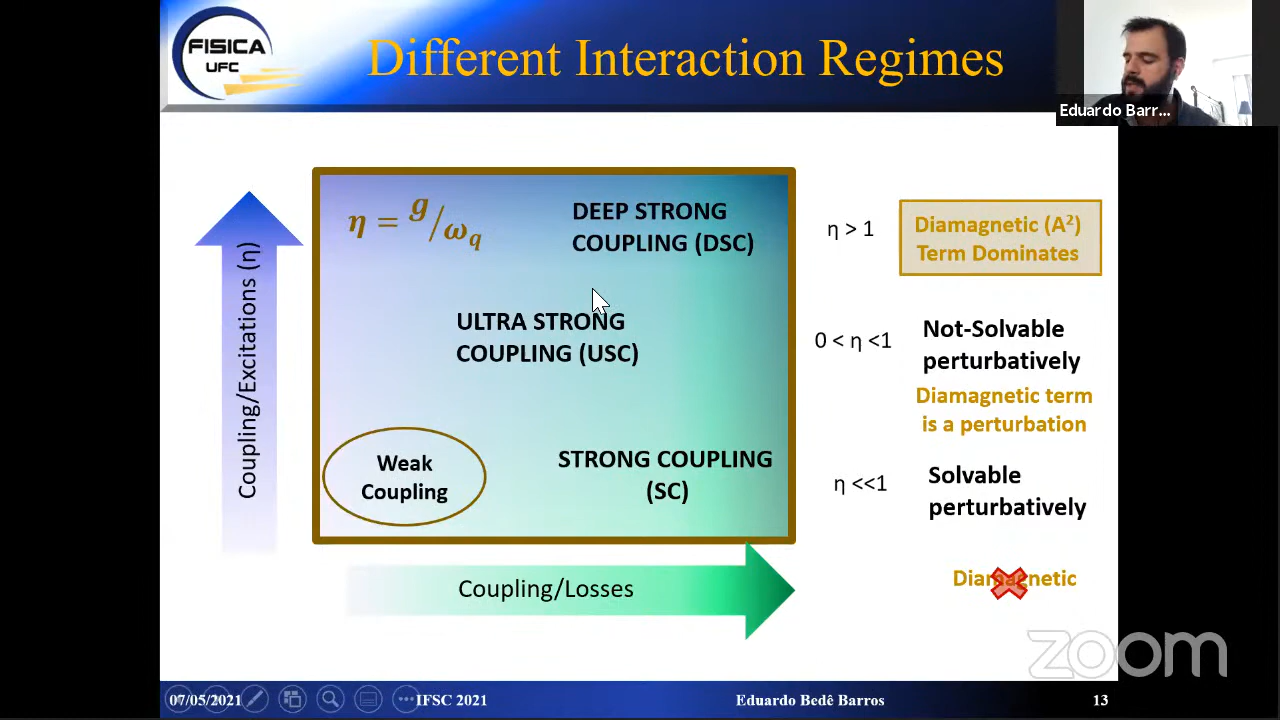 FISICA
UFC
Different Interaction Regimes
Eduardo Barr...
η = g/ωq
DEEP STRONG
COUPLING (DSC)
η > 1
Diamagnetic (A²)
Term Dominates
ULTRA STRONG
COUPLING (USC)
0 < η <1
Not-Solvable
perturbatively
Diamagnetic term
is a perturbation
Coupling/Excitations (η)
Weak
Coupling
STRONG COUPLING
(SC)
η <<1
Solvable
perturbatively
Coupling/Losses
Diamagnetic
zoom
07/05/2021
IFSC 2021
Eduardo Bedê Barros
13